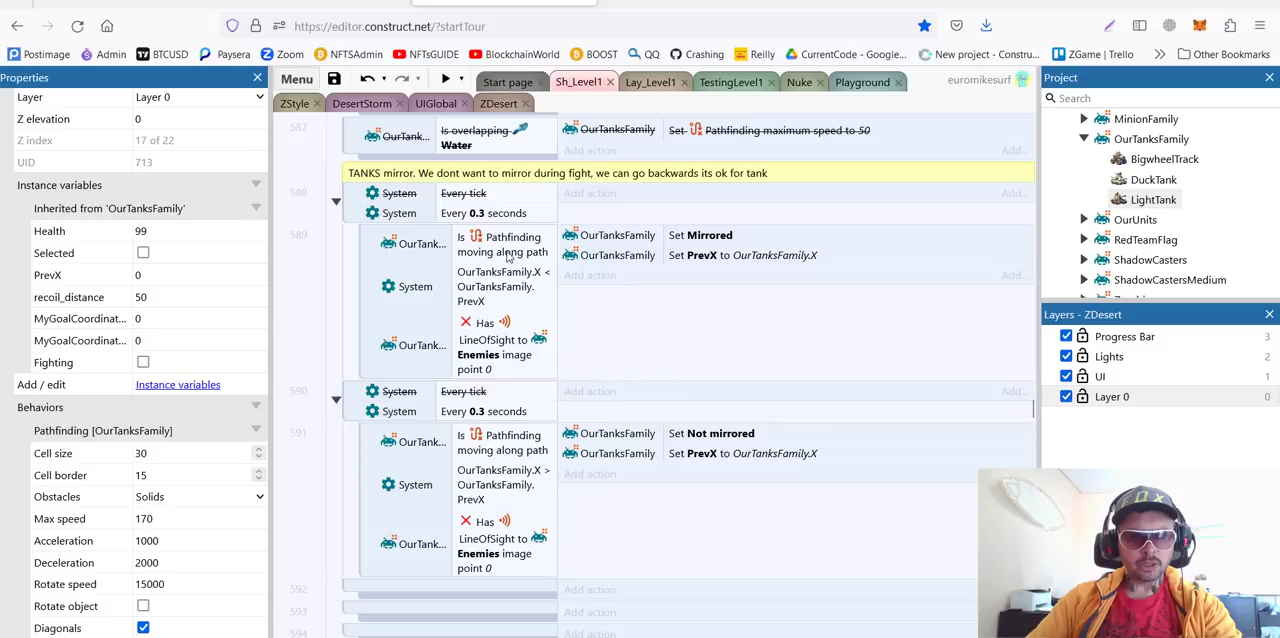 https://editor.construct.net/?startTour
Postimage
Admin
BTCUSD
Paysera
Zoom
NFTSAdmin
NFTsGUIDE
BlockchainWorld
BOOST
QQ
Crashing
Reilly
CurrentCode - Google...
New project - Constru...
ZGame | Trello
Other Bookmarks
Properties
Menu
Start page
Sh_Level1
Lay_Level1
TestingLevel1
Nuke
Playground
euromikesurf
Project
ZStyle
DesertStorm
UIGlobal
ZDesert
Search
Layer
Layer 0
Z elevation
0
Z index
17 of 22
UID
713
Instance variables
Inherited from 'OurTanksFamily'
Health
99
Selected
PrevX
0
recoil_distance
50
MyGoalCoordinat...
0
MyGoalCoordinat...
0
Fighting
Add / edit
Instance variables
Behaviors
Pathfinding [OurTanksFamily]
Cell size
30
Cell border
15
Obstacles
Solids
Max speed
170
Acceleration
1000
Deceleration
2000
Rotate speed
15000
Rotate object
Diagonals
587
OurTank...
Is overlapping
Water
OurTanksFamily
Set Pathfinding maximum speed to 50
Add action
Add...
TANKS mirror. We dont want to mirror during fight, we can go backwards its ok for tank
588
System
Every tick
Add action
Add...
System
Every 0.3 seconds
589
OurTank...
Is Pathfinding
moving along path
OurTanksFamily
Set Mirrored
OurTanksFamily
Set PrevX to OurTanksFamily.X
System
OurTanksFamily.X <
OurTanksFamily.
PrevX
Add action
Add...
OurTank...
Has
LineOfSight to
Enemies image
point 0
590
System
Every tick
Add action
Add...
System
Every 0.3 seconds
591
OurTank...
Is Pathfinding
moving along path
OurTanksFamily
Set Not mirrored
OurTanksFamily
Set PrevX to OurTanksFamily.X
System
OurTanksFamily.X >
OurTanksFamily.
PrevX
Add action
OurTank...
Has
LineOfSight to
Enemies image
point 0
592
Add action
593
Add action
594
Add action
MinionFamily
OurTanksFamily
BigwheelTrack
DuckTank
LightTank
OurUnits
RedTeamFlag
ShadowCasters
ShadowCastersMedium
Layers - ZDesert
Progress Bar
3
Lights
2
UI
1
Layer 0
0
FOX